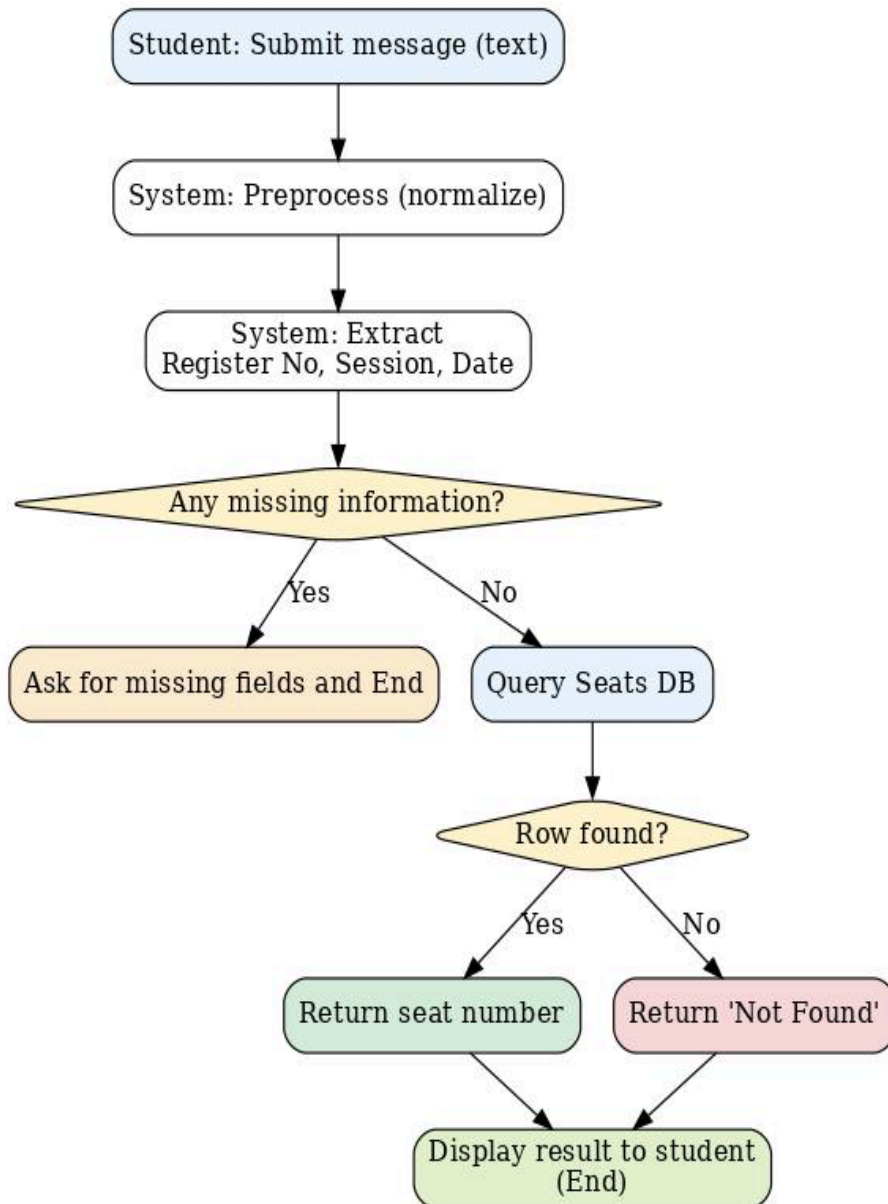 Student: Submit message (text)
System: Preprocess (normalize)
System: Extract
Register No, Session, Date
Any missing information?
Yes
No
Ask for missing fields and End
Query Seats DB
Row found?
Yes
No
Return seat number
Return 'Not Found'
Display result to student
(End)